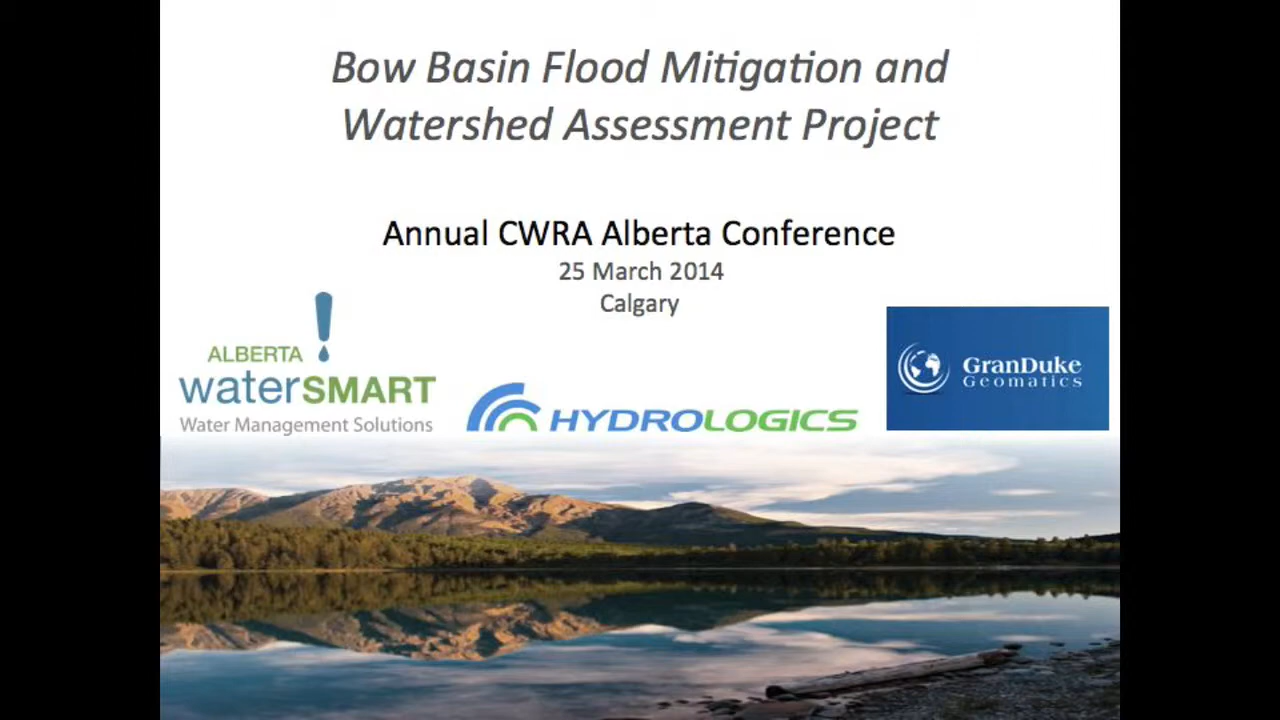 Bow Basin Flood Mitigation and
Watershed Assessment Project
Annual CWRA Alberta Conference
25 March 2014
Calgary
ALBERTA
waterSMART
Water Management Solutions
HYDROLOGICS
GranDuke
Geomatics